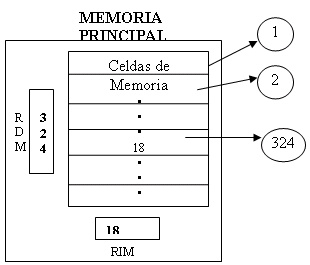 MEMORIA
PRINCIPAL
1
Celdas de
Memoria
2
R
D
M
3
2
4
18
324
18
RIM